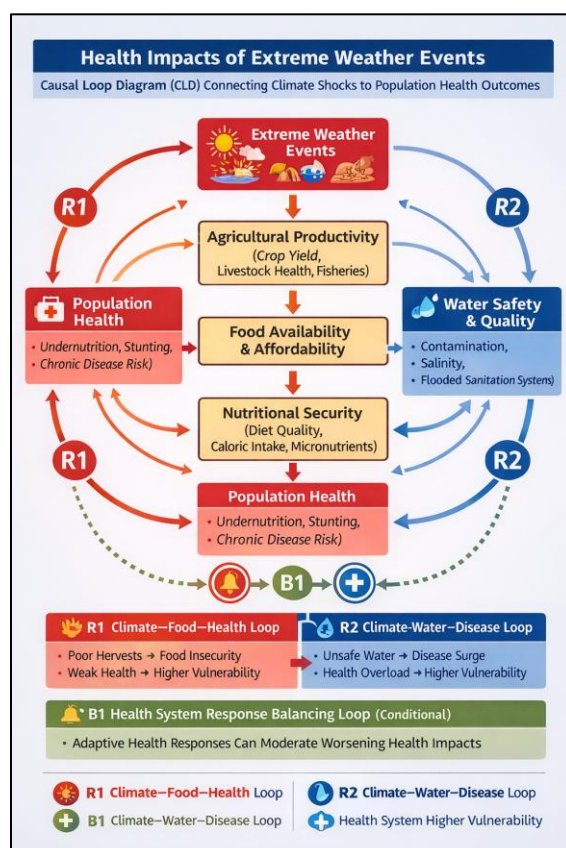 Health Impacts of Extreme Weather Events
Causal Loop Diagram (CLD) Connecting Climate Shocks to Population Health Outcomes
Extreme Weather
Events
R1
R2
Agricultural Productivity
(Crop Yield,
Livestock Health, Fisheries)
Population
Health
• Undernutrition, Stunting,
• Chronic Disease Risk)
Food Availability
& Affordability
Water Safety
& Quality
• Contamination,
• Salinity,
• Flooded Sanitation Systens)
Nutritional Security
(Diet Quality,
Caloric Intake, Micronutrients)
R1
R2
Population Health
• Undernutrition, Stunting,
• Chronic Disease Risk)
B1
R1 Climate–Food–Health Loop
• Poor Hervests → Food Insecurity
• Weak Health → Higher Vulnerability
R2 Climate-Water–Disease Loop
• Unsafe Water → Disease Surge
• Health Overload → Higher Vulnerability
B1 Health System Response Balancing Loop (Conditional)
• Adaptive Health Responses Can Moderate Worsening Health Impacts
R1 Climate–Food–Health Loop
R2 Climate-Water–Disease Loop
B1 Climate–Water–Disease Loop
Health System Higher Vulnerability